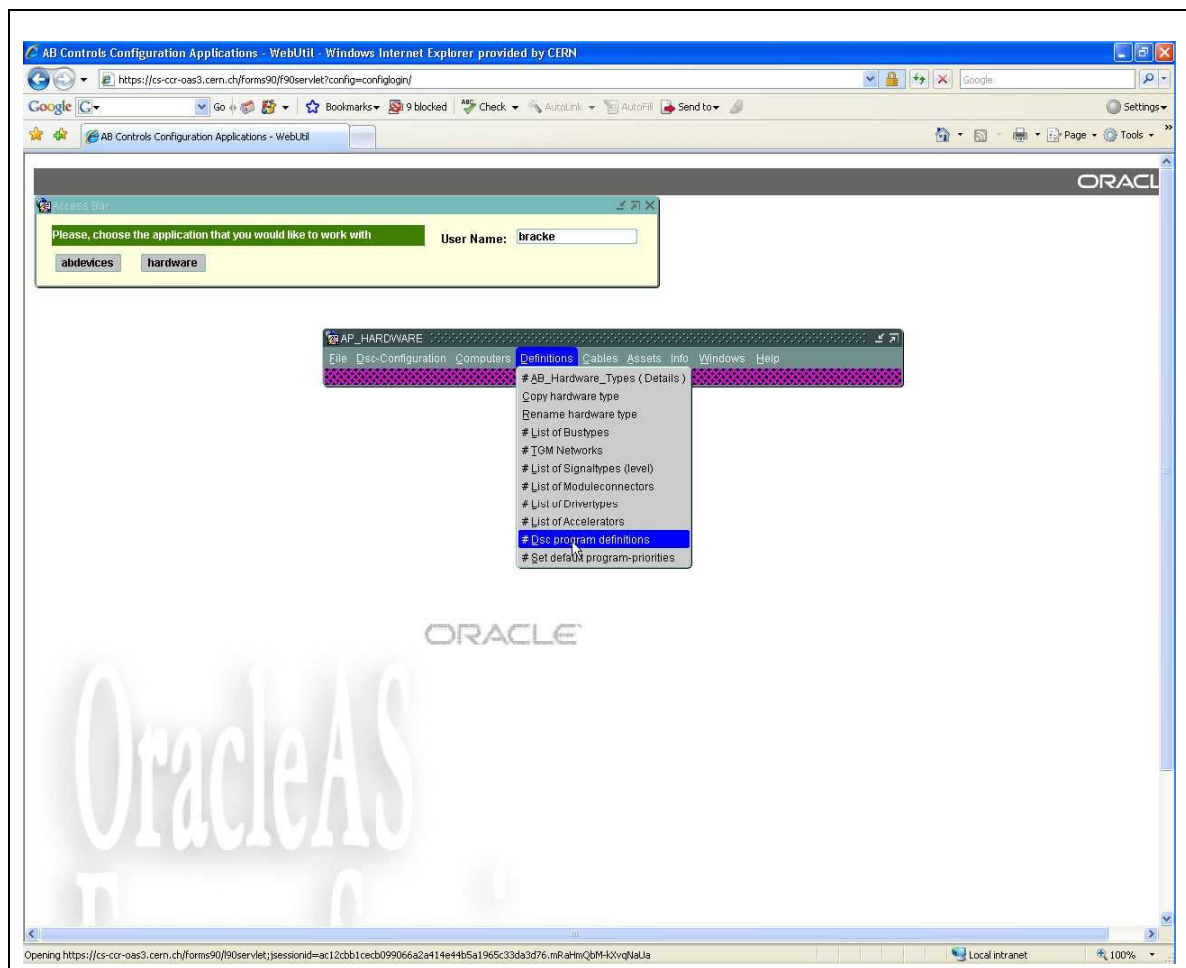 AB Controls Configuration Applications - WebUtil - Windows Internet Explorer provided by CERN
https://cs-ccr-oas3.cern.ch/forms90/f90servlet?config=configlogin/
Google
Google G Go Bookmarks 9 blocked ABC Check AutoLink AutoFill Send to Settings
AB Controls Configuration Applications - WebUtil Page Tools »
ORACL
Access Bar
Please, choose the application that you would like to work with User Name: bracke
abdevices hardware
AP_HARDWARE
File Dsc-Configuration Computers Definitions Cables Assets Info Windows Help
# AB_Hardware_Types ( Details )
Copy hardware type
Rename hardware type
# List of Bustypes
# TGM Networks
# List of Signaltypes (level)
# List of Moduleconnectors
# List of Drivertypes
# List of Accelerators
# Dsc program definitions
# Set default program-priorities
ORACLE
OracleAS
Opening https://cs-ccr-oas3.cern.ch/forms90/f90servlet;jsessionid=ac12cbb1cecb099066a2a414e44b5a1965c33da3d76.mRaHmQbM-kXvqNaUa Local intranet 100%